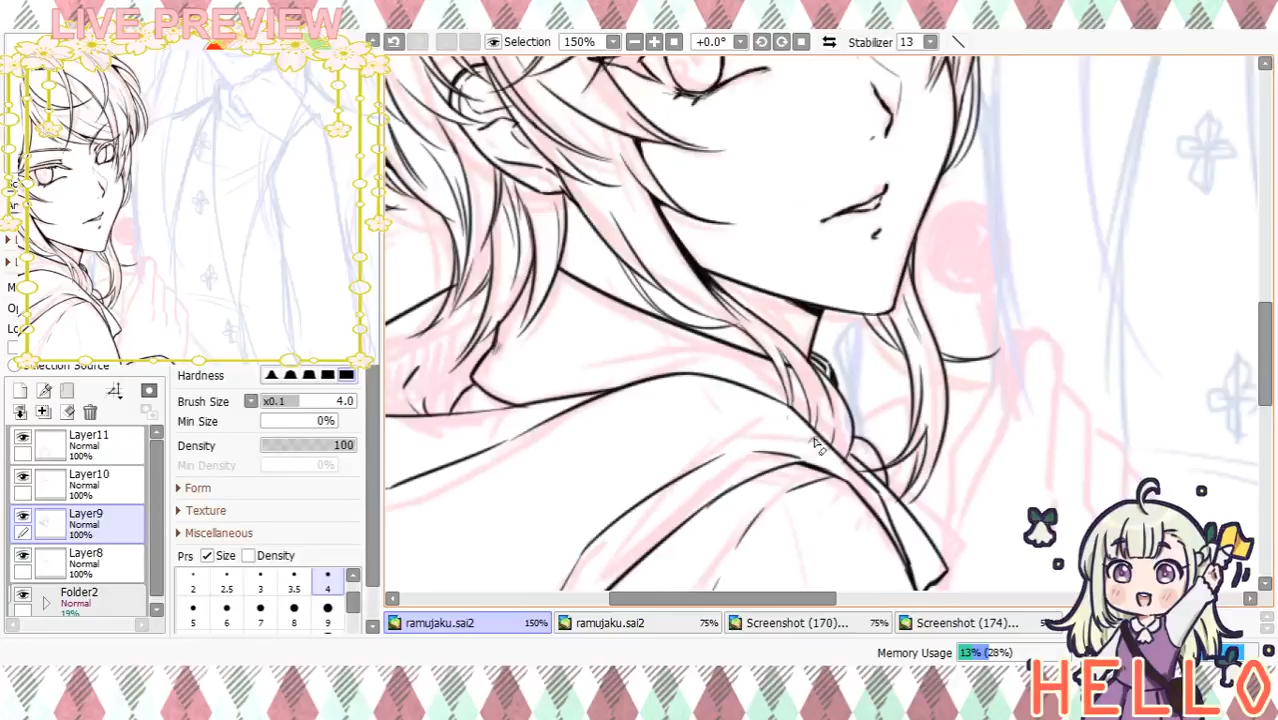 LIVE PREVIEW
Selection 150% +0.0° Stabilizer 13
Hardness
Brush Size x0.1 4.0
Min Size 0%
Density 100
Min Density 0%
Form
Texture
Miscellaneous
Prs Size Density
2 2.5 3 3.5 4
5 6 7 8 9
Layer11
Normal
100%
Layer10
Normal
100%
Layer9
Normal
100%
Layer8
Normal
100%
Folder2
Normal
19%
ramujaku.sai2 150% ramujaku.sai2 75% Screenshot (170)... 75% Screenshot (174)...
Memory Usage 13% (28%)
HELLO